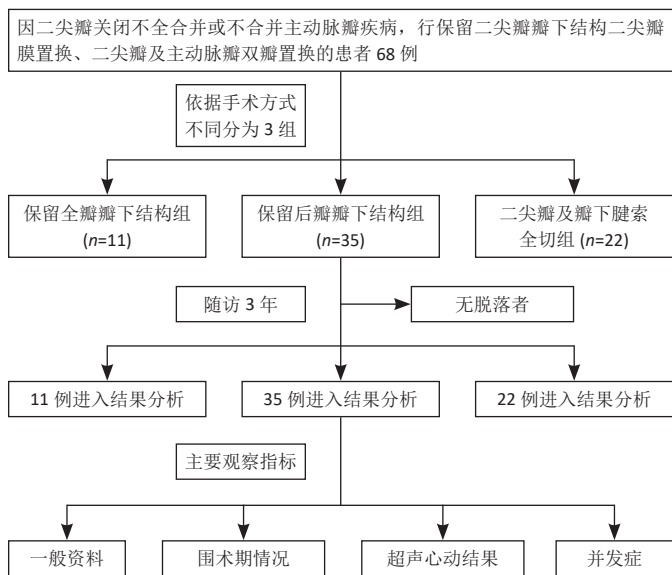 因二尖瓣关闭不全合并或不合并主动脉瓣疾病，行保留二尖瓣瓣下结构二尖瓣
膜置换、二尖瓣及主动脉瓣双瓣置换的患者 68 例
依据手术方式
不同分为 3 组
保留全瓣瓣下结构组
(n=11)
保留后瓣瓣下结构组
(n=35)
二尖瓣及瓣下腱索
全切组 (n=22)
随访 3 年
无脱落者
11 例进入结果分析
35 例进入结果分析
22 例进入结果分析
主要观察指标
一般资料
围术期情况
超声心动结果
并发症